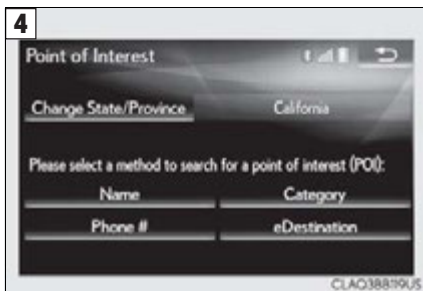 4
Point of Interest
Change State/Province California
Please select a method to search for a point of interest (POI):
Name Category
Phone # eDestination
CLAO388119US